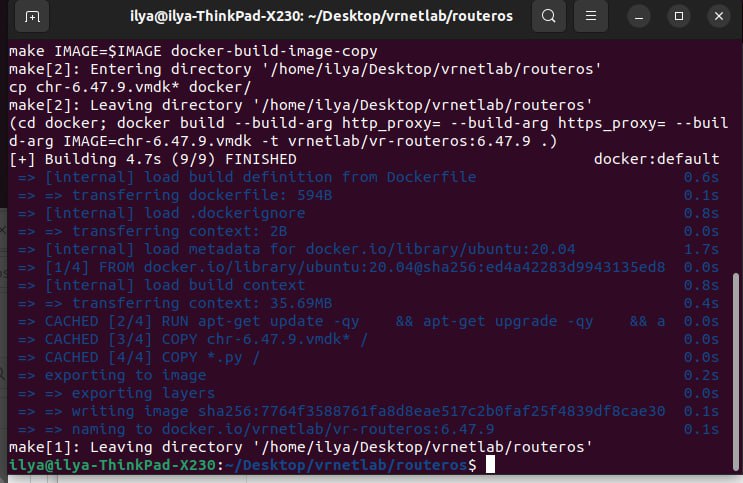 ilya@ilya-ThinkPad-X230: ~/Desktop/vrnetlab/routeros
make IMAGE=$IMAGE docker-build-image-copy
make[2]: Entering directory '/home/ilya/Desktop/vrnetlab/routeros'
cp chr-6.47.9.vmdk* docker/
make[2]: Leaving directory '/home/ilya/Desktop/vrnetlab/routeros'
(cd docker; docker build --build-arg http_proxy= --build-arg https_proxy= --buil
d-arg IMAGE=chr-6.47.9.vmdk -t vrnetlab/vr-routeros:6.47.9 .)
[+] Building 4.7s (9/9) FINISHED docker:default
=> [internal] load build definition from Dockerfile 0.6s
=> => transferring dockerfile: 594B 0.1s
=> [internal] load .dockerignore 0.8s
=> => transferring context: 2B 0.0s
=> [internal] load metadata for docker.io/library/ubuntu:20.04 1.7s
=> [1/4] FROM docker.io/library/ubuntu:20.04@sha256:ed4a42283d9943135ed8 0.0s
=> [internal] load build context 0.8s
=> => transferring context: 35.69MB 0.4s
=> CACHED [2/4] RUN apt-get update -qy && apt-get upgrade -qy && a 0.0s
=> CACHED [3/4] COPY chr-6.47.9.vmdk* / 0.0s
=> CACHED [4/4] COPY *.py / 0.0s
=> exporting to image 0.2s
=> => exporting layers 0.0s
=> => writing image sha256:7764f3588761fa8d8eae517c2b0faf25f4839df8cae30 0.1s
=> => naming to docker.io/vrnetlab/vr-routeros:6.47.9 0.1s
make[1]: Leaving directory '/home/ilya/Desktop/vrnetlab/routeros'
ilya@ilya-ThinkPad-X230:~/Desktop/vrnetlab/routeros$